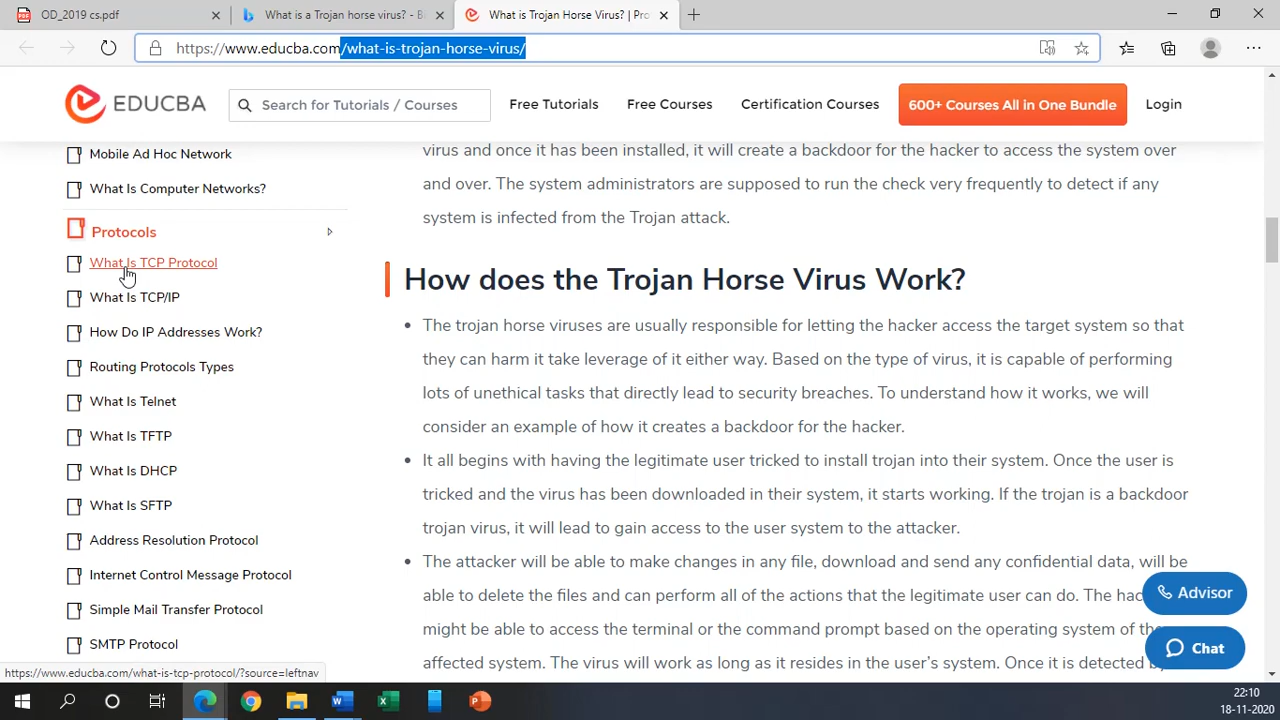 OD_2019 cs.pdf
What is a Trojan horse virus? - Bi
What is Trojan Horse Virus? | Pro
https://www.educba.com/what-is-trojan-horse-virus/
EDUCBA
Search for Tutorials / Courses
Free Tutorials
Free Courses
Certification Courses
600+ Courses All in One Bundle
Login
Mobile Ad Hoc Network
What Is Computer Networks?
Protocols
What Is TCP Protocol
What Is TCP/IP
How Do IP Addresses Work?
Routing Protocols Types
What Is Telnet
What Is TFTP
What Is DHCP
What Is SFTP
Address Resolution Protocol
Internet Control Message Protocol
Simple Mail Transfer Protocol
SMTP Protocol
virus and once it has been installed, it will create a backdoor for the hacker to access the system over
and over. The system administrators are supposed to run the check very frequently to detect if any
system is infected from the Trojan attack.
How does the Trojan Horse Virus Work?
The trojan horse viruses are usually responsible for letting the hacker access the target system so that
they can harm it take leverage of it either way. Based on the type of virus, it is capable of performing
lots of unethical tasks that directly lead to security breaches. To understand how it works, we will
consider an example of how it creates a backdoor for the hacker.
It all begins with having the legitimate user tricked to install trojan into their system. Once the user is
tricked and the virus has been downloaded in their system, it starts working. If the trojan is a backdoor
trojan virus, it will lead to gain access to the user system to the attacker.
The attacker will be able to make changes in any file, download and send any confidential data, will be
able to delete the files and can perform all of the actions that the legitimate user can do. The hac
might be able to access the terminal or the command prompt based on the operating system of the
affected system. The virus will work as long as it resides in the user's system. Once it is detected
Advisor
Chat
https://www.educba.com/what-is-tcp-protocol/?source=leftnav
22:10
18-11-2020